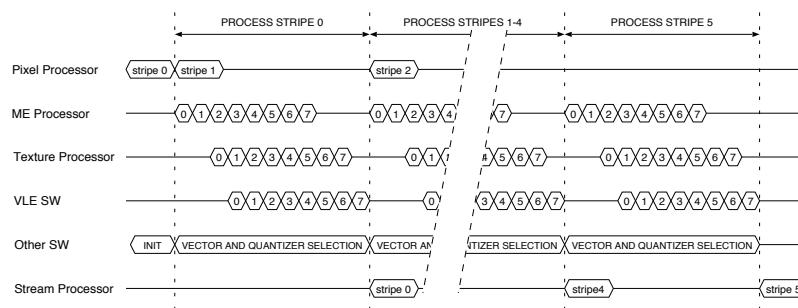 PROCESS STRIPE 0 PROCESS STRIPES 1-4 PROCESS STRIPE 5
Pixel Processor stripe 0 stripe 1 stripe 2
ME Processor 0 1 2 3 4 5 6 7 0 1 2 3 4 7 0 1 2 3 4 5 6 7
Texture Processor 0 1 2 3 4 5 6 7 0 1 4 5 6 7 0 1 2 3 4 5 6 7
VLE SW 0 1 2 3 4 5 6 7 0 3 4 5 6 7 0 1 2 3 4 5 6 7
Other SW INIT VECTOR AND QUANTIZER SELECTION VECTOR AN NTIZER SELECTION VECTOR AND QUANTIZER SELECTION
Stream Processor stripe 0 stripe4 stripe 5